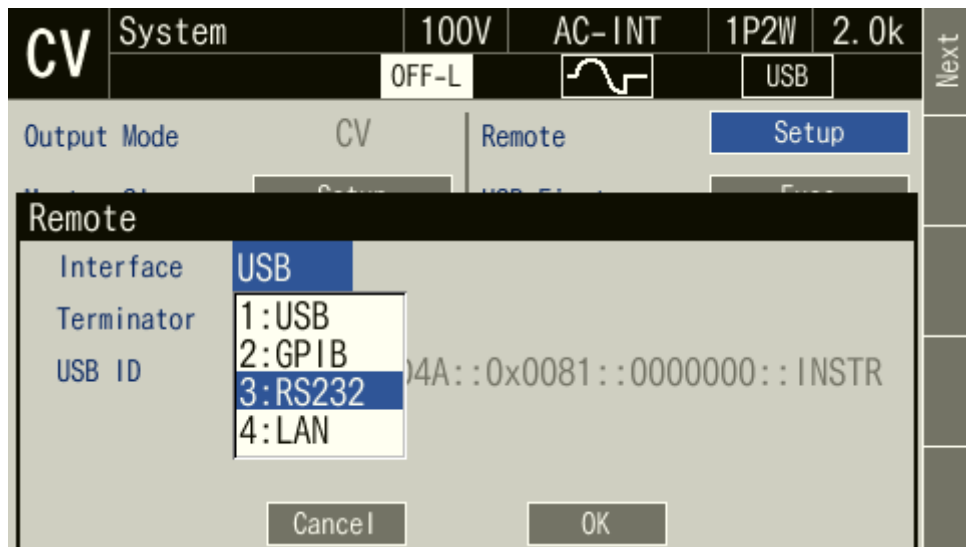 CV System 100V AC-INT 1P2W 2.0k
OFF-L USB
Next
Output Mode CV Remote Setup
Remote
Interface USB
Terminator 1:USB
2:GPIB
USB ID 04A::0x0081::0000000::INSTR
3:RS232
4:LAN
Cancel OK